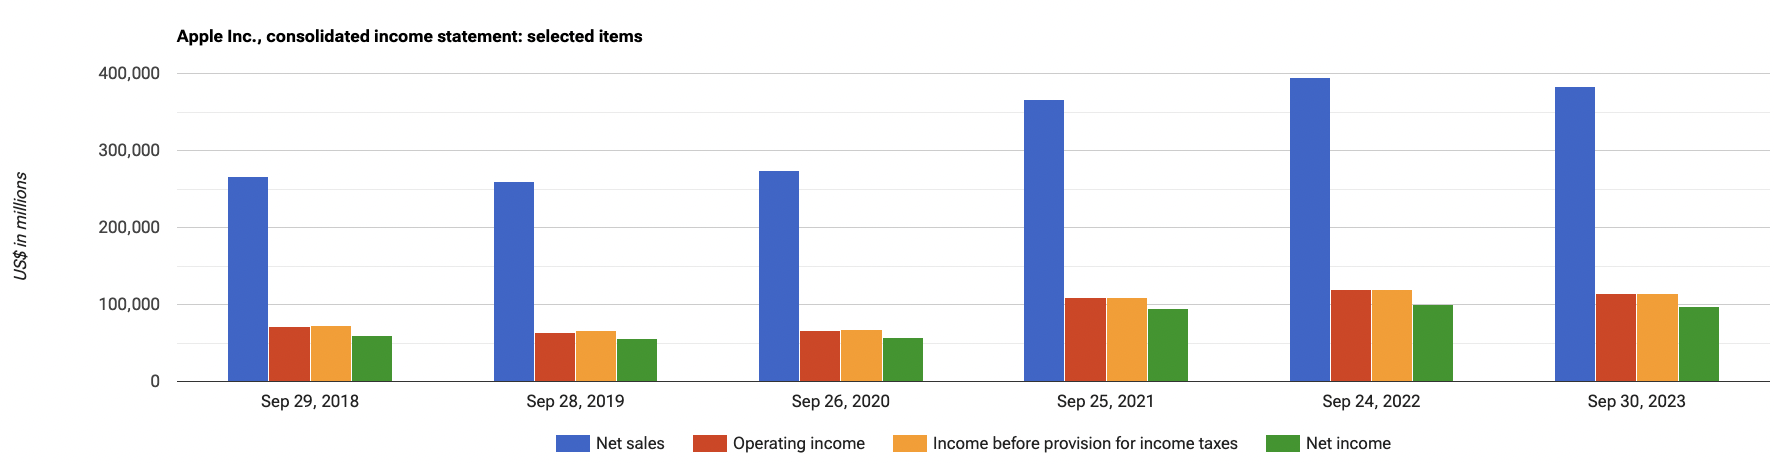 Apple Inc., consolidated income statement: selected items
US$ in millions
400,000
300,000
200,000
100,000
0
Sep 29, 2018 Sep 28, 2019 Sep 26, 2020 Sep 25, 2021 Sep 24, 2022 Sep 30, 2023
Net sales Operating income Income before provision for income taxes Net income